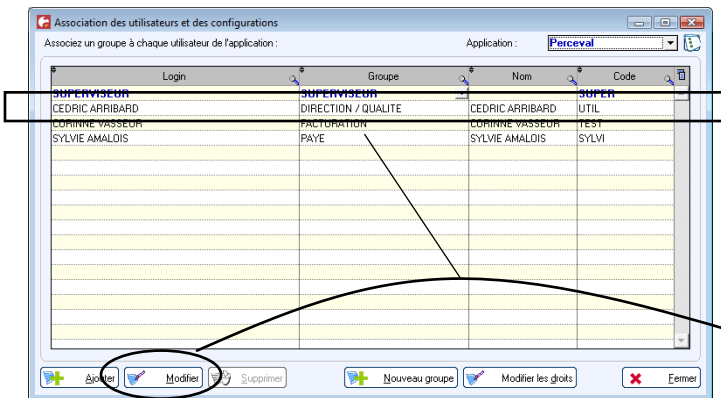 Association des utilisateurs et des configurations
Associez un groupe à chaque utilisateur de l'application : Application : Perceval
Login Groupe Nom Code
SUPERVISEUR SUPERVISEUR SUPER
CEDRIC ARRIBARD DIRECTION / QUALITE CEDRIC ARRIBARD UTIL
CORINNE VASSEUR FACTURATION CORINNE VASSEUR TEST
SYLVIE AMALOIS PAYE SYLVIE AMALOIS SYLVI
Ajouter Modifier Supprimer Nouveau groupe Modifier les droits Fermer